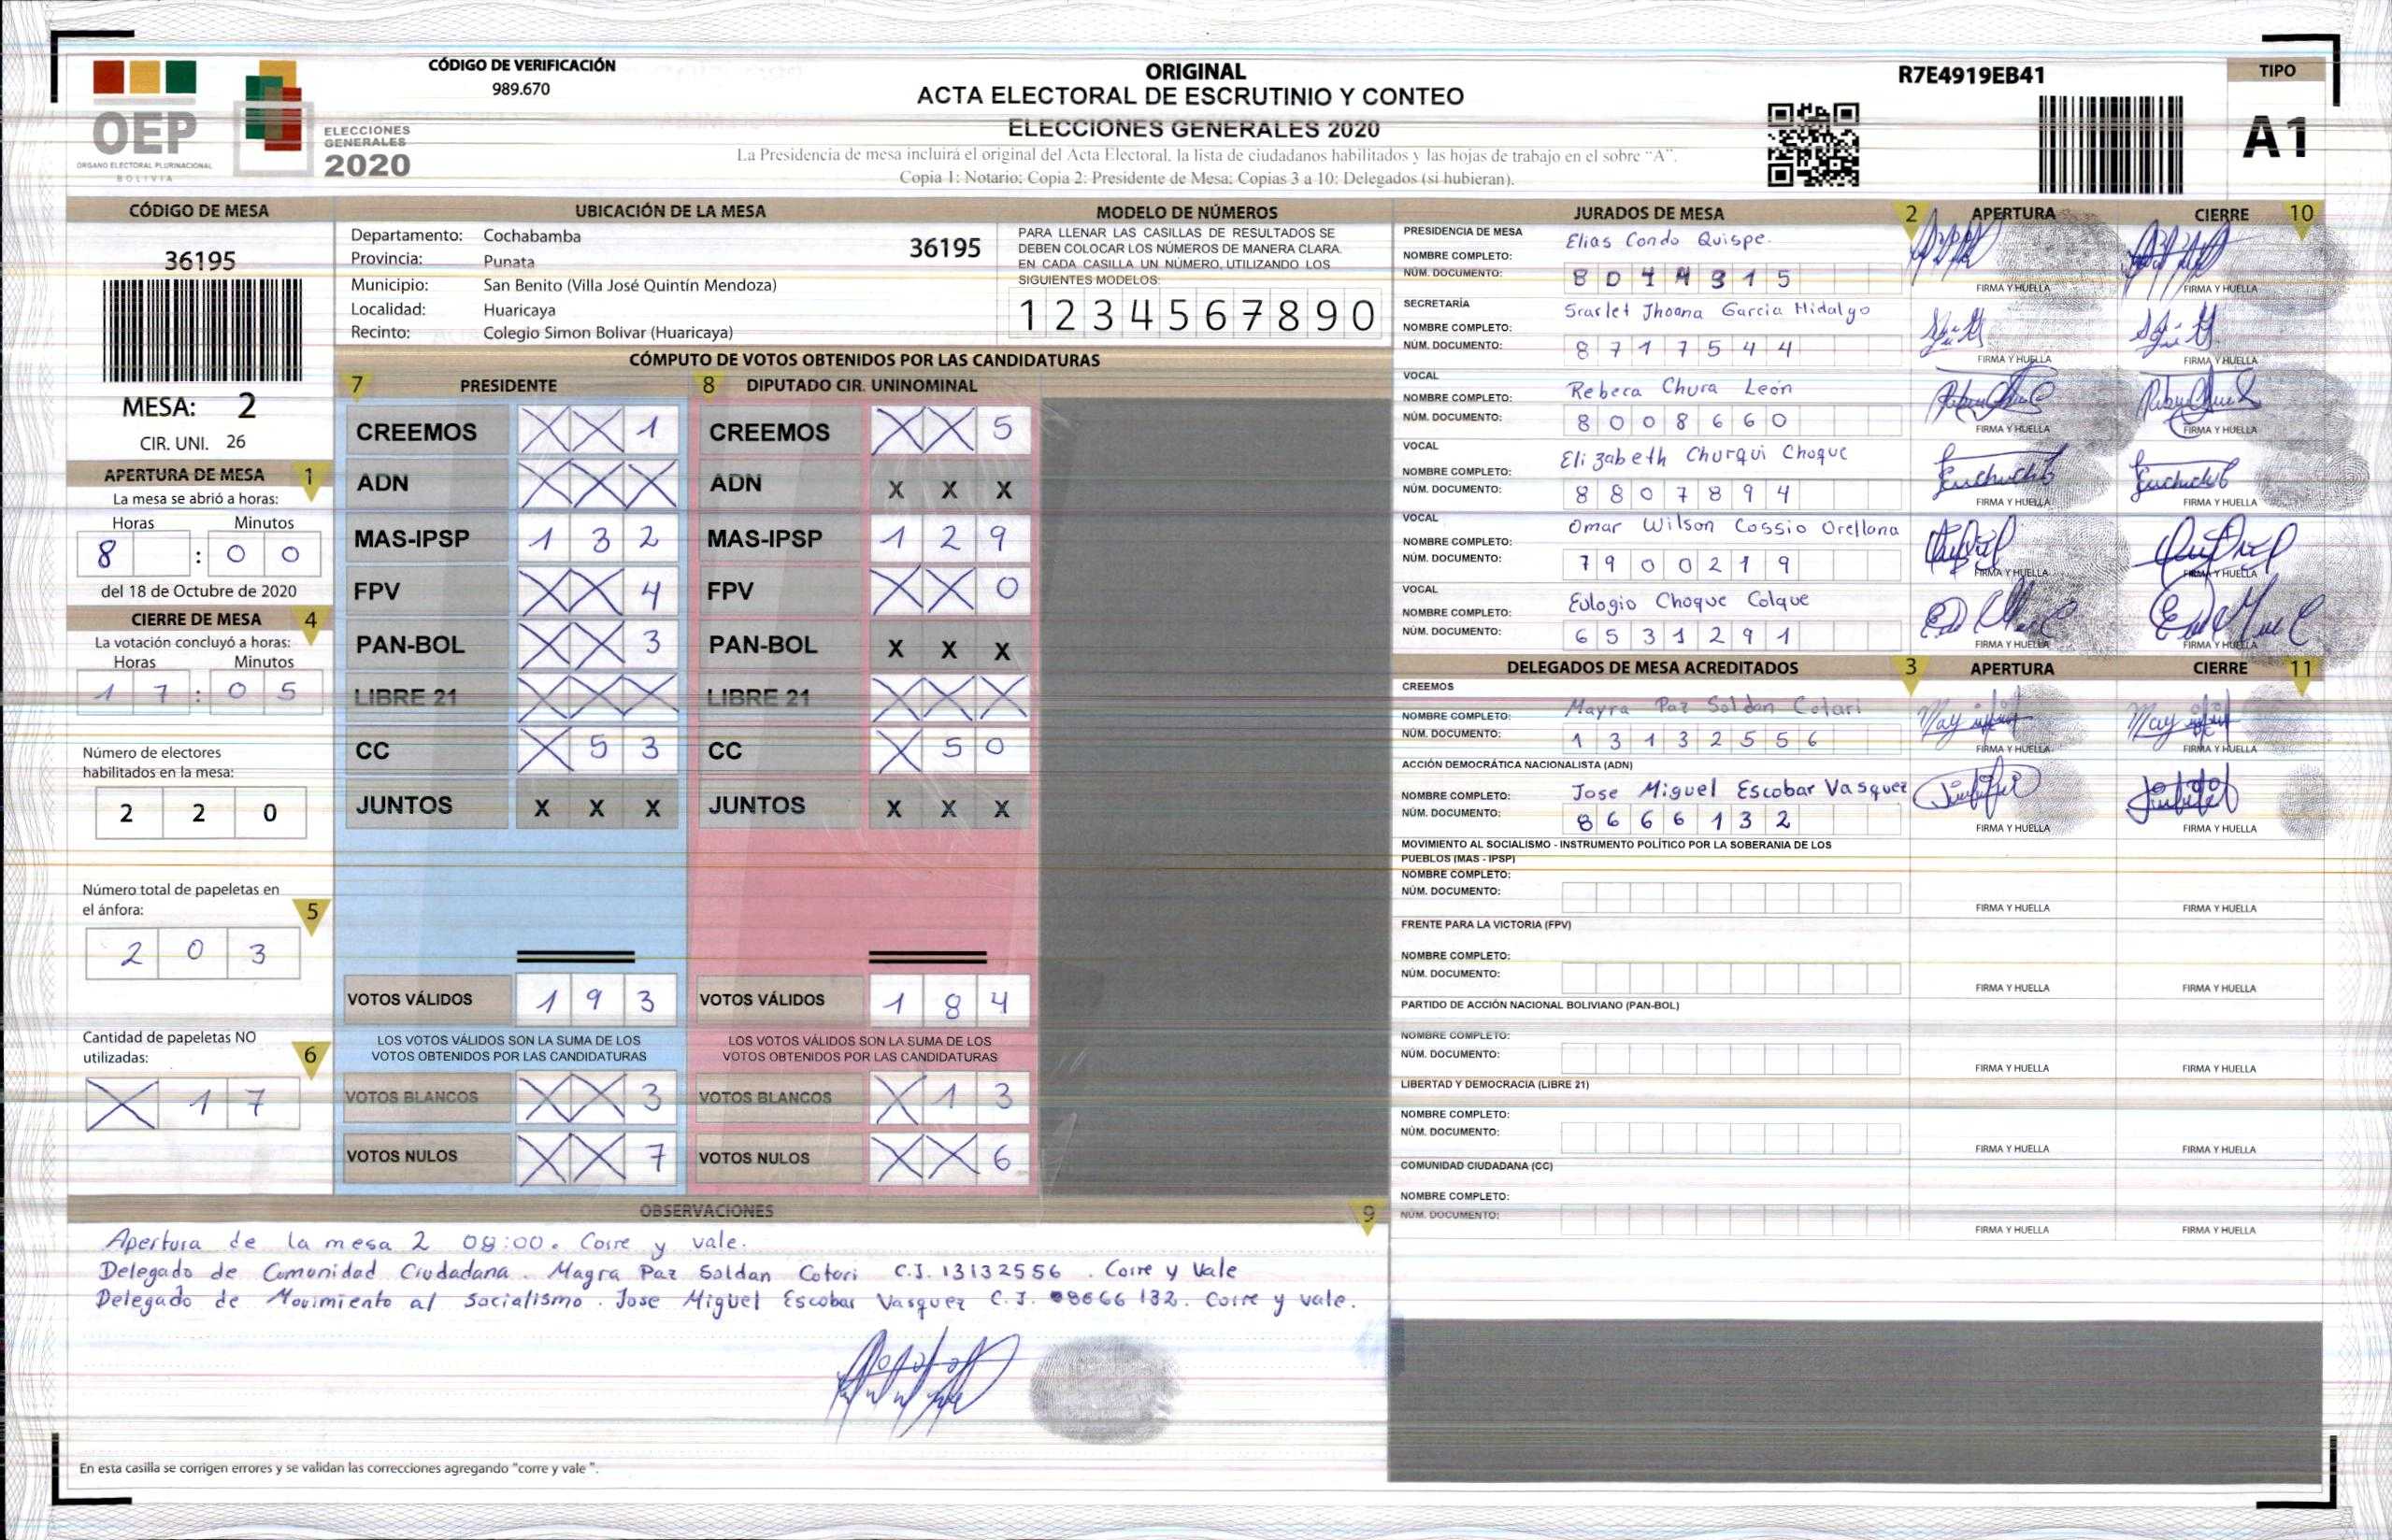 CÓDIGO DE VERIFICACIÓN
989.670
OEP
ORGANO ELECTORAL PLURINACIONAL
BOLIVIA
ELECCIONES
GENERALES
2020
ORIGINAL
ACTA ELECTORAL DE ESCRUTINIO Y CONTEO
ELECCIONES GENERALES 2020
La Presidencia de mesa incluirá el original del Acta Electoral, la lista de ciudadanos habilitados y las hojas de trabajo en el sobre "A".
Copia 1: Notario; Copia 2: Presidente de Mesa; Copias 3 a 10: Delegados (si hubieran).
R7E4919EB41
TIPO
A1
CÓDIGO DE MESA
36195
MESA: 2
CIR. UNI. 26
APERTURA DE MESA 1
La mesa se abrió a horas:
Horas Minutos
8 : 0 0
del 18 de Octubre de 2020
CIERRE DE MESA 4
La votación concluyó a horas:
Horas Minutos
1 7 : 0 5
Número de electores
habilitados en la mesa:
2 2 0
Número total de papeletas en
el ánfora: 5
2 0 3
Cantidad de papeletas NO
utilizadas: 6
X 1 7
UBICACIÓN DE LA MESA
Departamento: Cochabamba
36195
Provincia: Punata
Municipio: San Benito (Villa José Quintín Mendoza)
Localidad: Huaricaya
Recinto: Colegio Simon Bolivar (Huaricaya)
MODELO DE NÚMEROS
PARA LLENAR LAS CASILLAS DE RESULTADOS SE
DEBEN COLOCAR LOS NÚMEROS DE MANERA CLARA.
EN CADA CASILLA UN NÚMERO, UTILIZANDO LOS
SIGUIENTES MODELOS:
1 2 3 4 5 6 7 8 9 0
CÓMPUTO DE VOTOS OBTENIDOS POR LAS CANDIDATURAS
7 PRESIDENTE 8 DIPUTADO CIR. UNINOMINAL
CREEMOS X X 1 CREEMOS X X 5
ADN X X X ADN X X X
MAS-IPSP 1 3 2 MAS-IPSP 1 2 9
FPV X X 4 FPV X X 0
PAN-BOL X X 3 PAN-BOL X X X
LIBRE 21 X X X LIBRE 21 X X X
CC X 5 3 CC X 5 0
JUNTOS X X X JUNTOS X X X
VOTOS VÁLIDOS 1 9 3 VOTOS VÁLIDOS 1 8 4
LOS VOTOS VÁLIDOS SON LA SUMA DE LOS LOS VOTOS VÁLIDOS SON LA SUMA DE LOS
VOTOS OBTENIDOS POR LAS CANDIDATURAS VOTOS OBTENIDOS POR LAS CANDIDATURAS
VOTOS BLANCOS X X 3 VOTOS BLANCOS X 1 3
VOTOS NULOS X X 7 VOTOS NULOS X X 6
OBSERVACIONES 9
Apertura de la mesa 2 08:00. Corre y vale.
Delegado de Comunidad Ciudadana. Magra Paz Soldan Cotori C.I. 13132556. Corre y Vale
Delegado de Movimiento al Socialismo. Jose Miguel Escobar Vasquez C.I. 8666132. Corre y vale.
En esta casilla se corrigen errores y se validan las correcciones agregando "corre y vale ".
JURADOS DE MESA 2 APERTURA CIERRE 10
PRESIDENCIA DE MESA
NOMBRE COMPLETO: Elias Condo Quispe.
NÚM. DOCUMENTO: 8 0 4 4 3 1 5
FIRMA Y HUELLA FIRMA Y HUELLA
SECRETARÍA
NOMBRE COMPLETO: Scarlet Jhoana Garcia Hidalgo
NÚM. DOCUMENTO: 8 7 1 7 5 4 4
FIRMA Y HUELLA FIRMA Y HUELLA
VOCAL
NOMBRE COMPLETO: Rebeca Chura León
NÚM. DOCUMENTO: 8 0 0 8 6 6 0
FIRMA Y HUELLA FIRMA Y HUELLA
VOCAL
NOMBRE COMPLETO: Elizabeth Churqui Choque
NÚM. DOCUMENTO: 8 8 0 7 8 9 4
FIRMA Y HUELLA FIRMA Y HUELLA
VOCAL
NOMBRE COMPLETO: Omar Wilson Cossio Orellana
NÚM. DOCUMENTO: 7 9 0 0 2 1 9
FIRMA Y HUELLA FIRMA Y HUELLA
VOCAL
NOMBRE COMPLETO: Eulogio Choque Colque
NÚM. DOCUMENTO: 6 5 3 1 2 9 1
FIRMA Y HUELLA FIRMA Y HUELLA
DELEGADOS DE MESA ACREDITADOS 3 APERTURA CIERRE 11
CREEMOS
NOMBRE COMPLETO: Mayra Paz Soldan Cotari
NÚM. DOCUMENTO: 1 3 1 3 2 5 5 6
FIRMA Y HUELLA FIRMA Y HUELLA
ACCIÓN DEMOCRÁTICA NACIONALISTA (ADN)
NOMBRE COMPLETO: Jose Miguel Escobar Vasquez
NÚM. DOCUMENTO: 8 6 6 6 1 3 2
FIRMA Y HUELLA FIRMA Y HUELLA
MOVIMIENTO AL SOCIALISMO - INSTRUMENTO POLÍTICO POR LA SOBERANIA DE LOS
PUEBLOS (MAS - IPSP)
NOMBRE COMPLETO:
NÚM. DOCUMENTO:
FIRMA Y HUELLA FIRMA Y HUELLA
FRENTE PARA LA VICTORIA (FPV)
NOMBRE COMPLETO:
NÚM. DOCUMENTO:
FIRMA Y HUELLA FIRMA Y HUELLA
PARTIDO DE ACCIÓN NACIONAL BOLIVIANO (PAN-BOL)
NOMBRE COMPLETO:
NÚM. DOCUMENTO:
FIRMA Y HUELLA FIRMA Y HUELLA
LIBERTAD Y DEMOCRACIA (LIBRE 21)
NOMBRE COMPLETO:
NÚM. DOCUMENTO:
FIRMA Y HUELLA FIRMA Y HUELLA
COMUNIDAD CIUDADANA (CC)
NOMBRE COMPLETO:
NÚM. DOCUMENTO:
FIRMA Y HUELLA FIRMA Y HUELLA